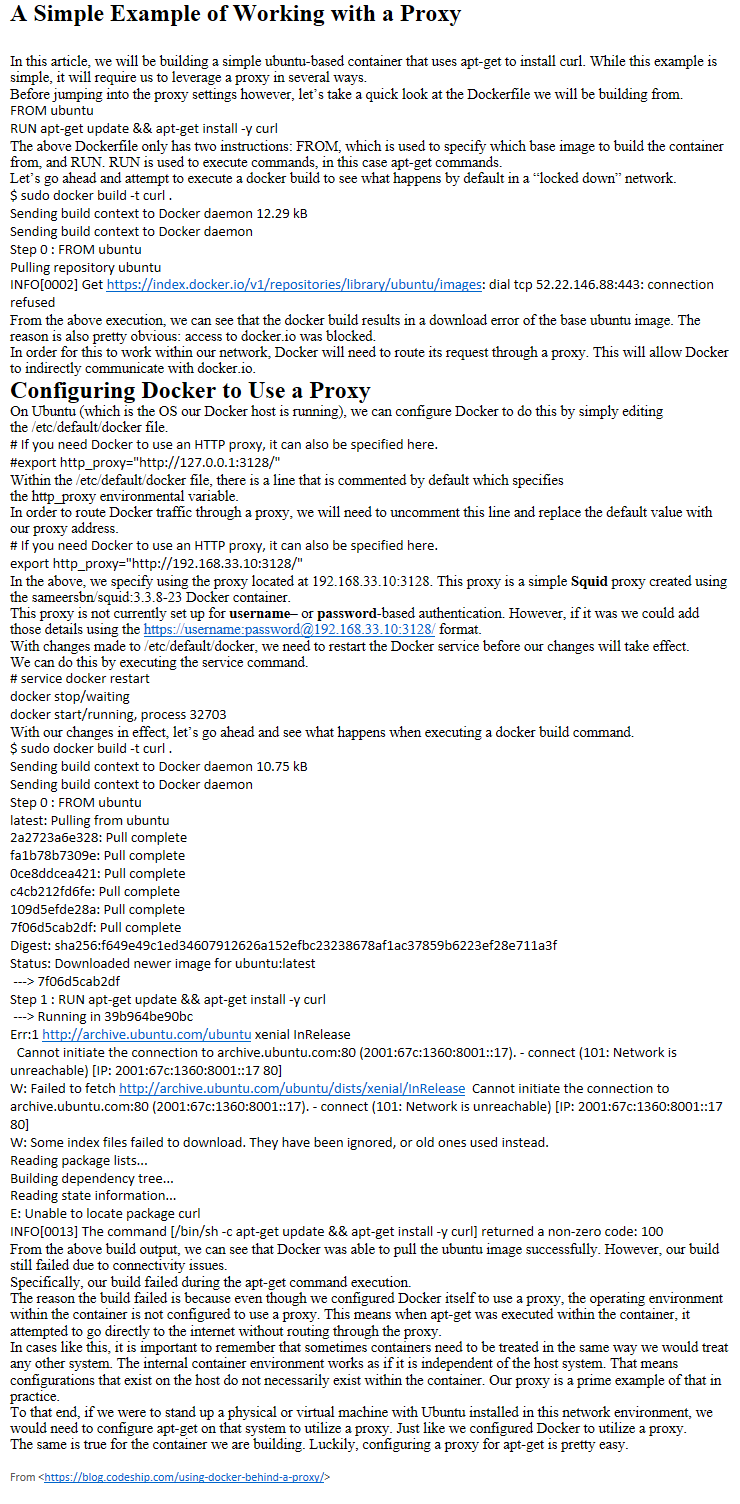 A Simple Example of Working with a Proxy
In this article, we will be building a simple ubuntu-based container that uses apt-get to install curl. While this example is
simple, it will require us to leverage a proxy in several ways.
Before jumping into the proxy settings however, let’s take a quick look at the Dockerfile we will be building from.
FROM ubuntu
RUN apt-get update && apt-get install -y curl
The above Dockerfile only has two instructions: FROM, which is used to specify which base image to build the container
from, and RUN. RUN is used to execute commands, in this case apt-get commands.
Let’s go ahead and attempt to execute a docker build to see what happens by default in a “locked down” network.
$ sudo docker build -t curl .
Sending build context to Docker daemon 12.29 kB
Sending build context to Docker daemon
Step 0 : FROM ubuntu
Pulling repository ubuntu
INFO[0002] Get https://index.docker.io/v1/repositories/library/ubuntu/images: dial tcp 52.22.146.88:443: connection
refused
From the above execution, we can see that the docker build results in a download error of the base ubuntu image. The
reason is also pretty obvious: access to docker.io was blocked.
In order for this to work within our network, Docker will need to route its request through a proxy. This will allow Docker
to indirectly communicate with docker.io.
Configuring Docker to Use a Proxy
On Ubuntu (which is the OS our Docker host is running), we can configure Docker to do this by simply editing
the /etc/default/docker file.
# If you need Docker to use an HTTP proxy, it can also be specified here.
#export http_proxy="http://127.0.0.1:3128/"
Within the /etc/default/docker file, there is a line that is commented by default which specifies
the http_proxy environmental variable.
In order to route Docker traffic through a proxy, we will need to uncomment this line and replace the default value with
our proxy address.
# If you need Docker to use an HTTP proxy, it can also be specified here.
export http_proxy="http://192.168.33.10:3128/"
In the above, we specify using the proxy located at 192.168.33.10:3128. This proxy is a simple Squid proxy created using
the sameersbn/squid:3.3.8-23 Docker container.
This proxy is not currently set up for username– or password-based authentication. However, if it was we could add
those details using the https://username:password@192.168.33.10:3128/ format.
With changes made to /etc/default/docker, we need to restart the Docker service before our changes will take effect.
We can do this by executing the service command.
# service docker restart
docker stop/waiting
docker start/running, process 32703
With our changes in effect, let’s go ahead and see what happens when executing a docker build command.
$ sudo docker build -t curl .
Sending build context to Docker daemon 10.75 kB
Sending build context to Docker daemon
Step 0 : FROM ubuntu
latest: Pulling from ubuntu
2a2723a6e328: Pull complete
fa1b78b7309e: Pull complete
0ce8ddcea421: Pull complete
c4cb212fd6fe: Pull complete
109d5efde28a: Pull complete
7f06d5cab2df: Pull complete
Digest: sha256:f649e49c1ed34607912626a152efbc23238678af1ac37859b6223ef28e711a3f
Status: Downloaded newer image for ubuntu:latest
---> 7f06d5cab2df
Step 1 : RUN apt-get update && apt-get install -y curl
---> Running in 39b964be90bc
Err:1 http://archive.ubuntu.com/ubuntu xenial InRelease
Cannot initiate the connection to archive.ubuntu.com:80 (2001:67c:1360:8001::17). - connect (101: Network is
unreachable) [IP: 2001:67c:1360:8001::17 80]
W: Failed to fetch http://archive.ubuntu.com/ubuntu/dists/xenial/InRelease  Cannot initiate the connection to
archive.ubuntu.com:80 (2001:67c:1360:8001::17). - connect (101: Network is unreachable) [IP: 2001:67c:1360:8001::17
80]
W: Some index files failed to download. They have been ignored, or old ones used instead.
Reading package lists...
Building dependency tree...
Reading state information...
E: Unable to locate package curl
INFO[0013] The command [/bin/sh -c apt-get update && apt-get install -y curl] returned a non-zero code: 100
From the above build output, we can see that Docker was able to pull the ubuntu image successfully. However, our build
still failed due to connectivity issues.
Specifically, our build failed during the apt-get command execution.
The reason the build failed is because even though we configured Docker itself to use a proxy, the operating environment
within the container is not configured to use a proxy. This means when apt-get was executed within the container, it
attempted to go directly to the internet without routing through the proxy.
In cases like this, it is important to remember that sometimes containers need to be treated in the same way we would treat
any other system. The internal container environment works as if it is independent of the host system. That means
configurations that exist on the host do not necessarily exist within the container. Our proxy is a prime example of that in
practice.
To that end, if we were to stand up a physical or virtual machine with Ubuntu installed in this network environment, we
would need to configure apt-get on that system to utilize a proxy. Just like we configured Docker to utilize a proxy.
The same is true for the container we are building. Luckily, configuring a proxy for apt-get is pretty easy.
From <https://blog.codeship.com/using-docker-behind-a-proxy/>